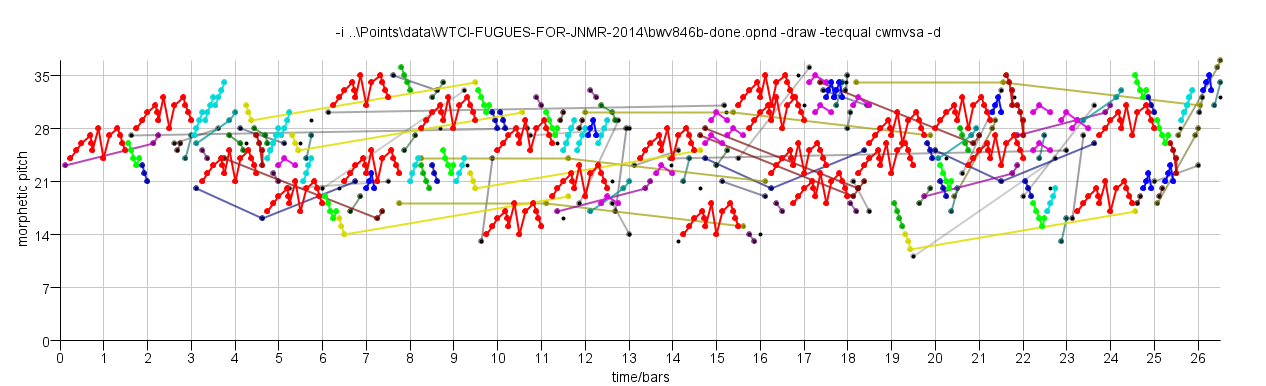 -i ..\Points\data\WTCI-FUGUES-FOR-JNMR-2014\bwv846b-done.opnd -draw -tecqual cwmvsa -d
35
28
21
14
7
0
morphetic pitch
0 1 2 3 4 5 6 7 8 9 10 11 12 13 14 15 16 17 18 19 20 21 22 23 24 25 26
time/bars